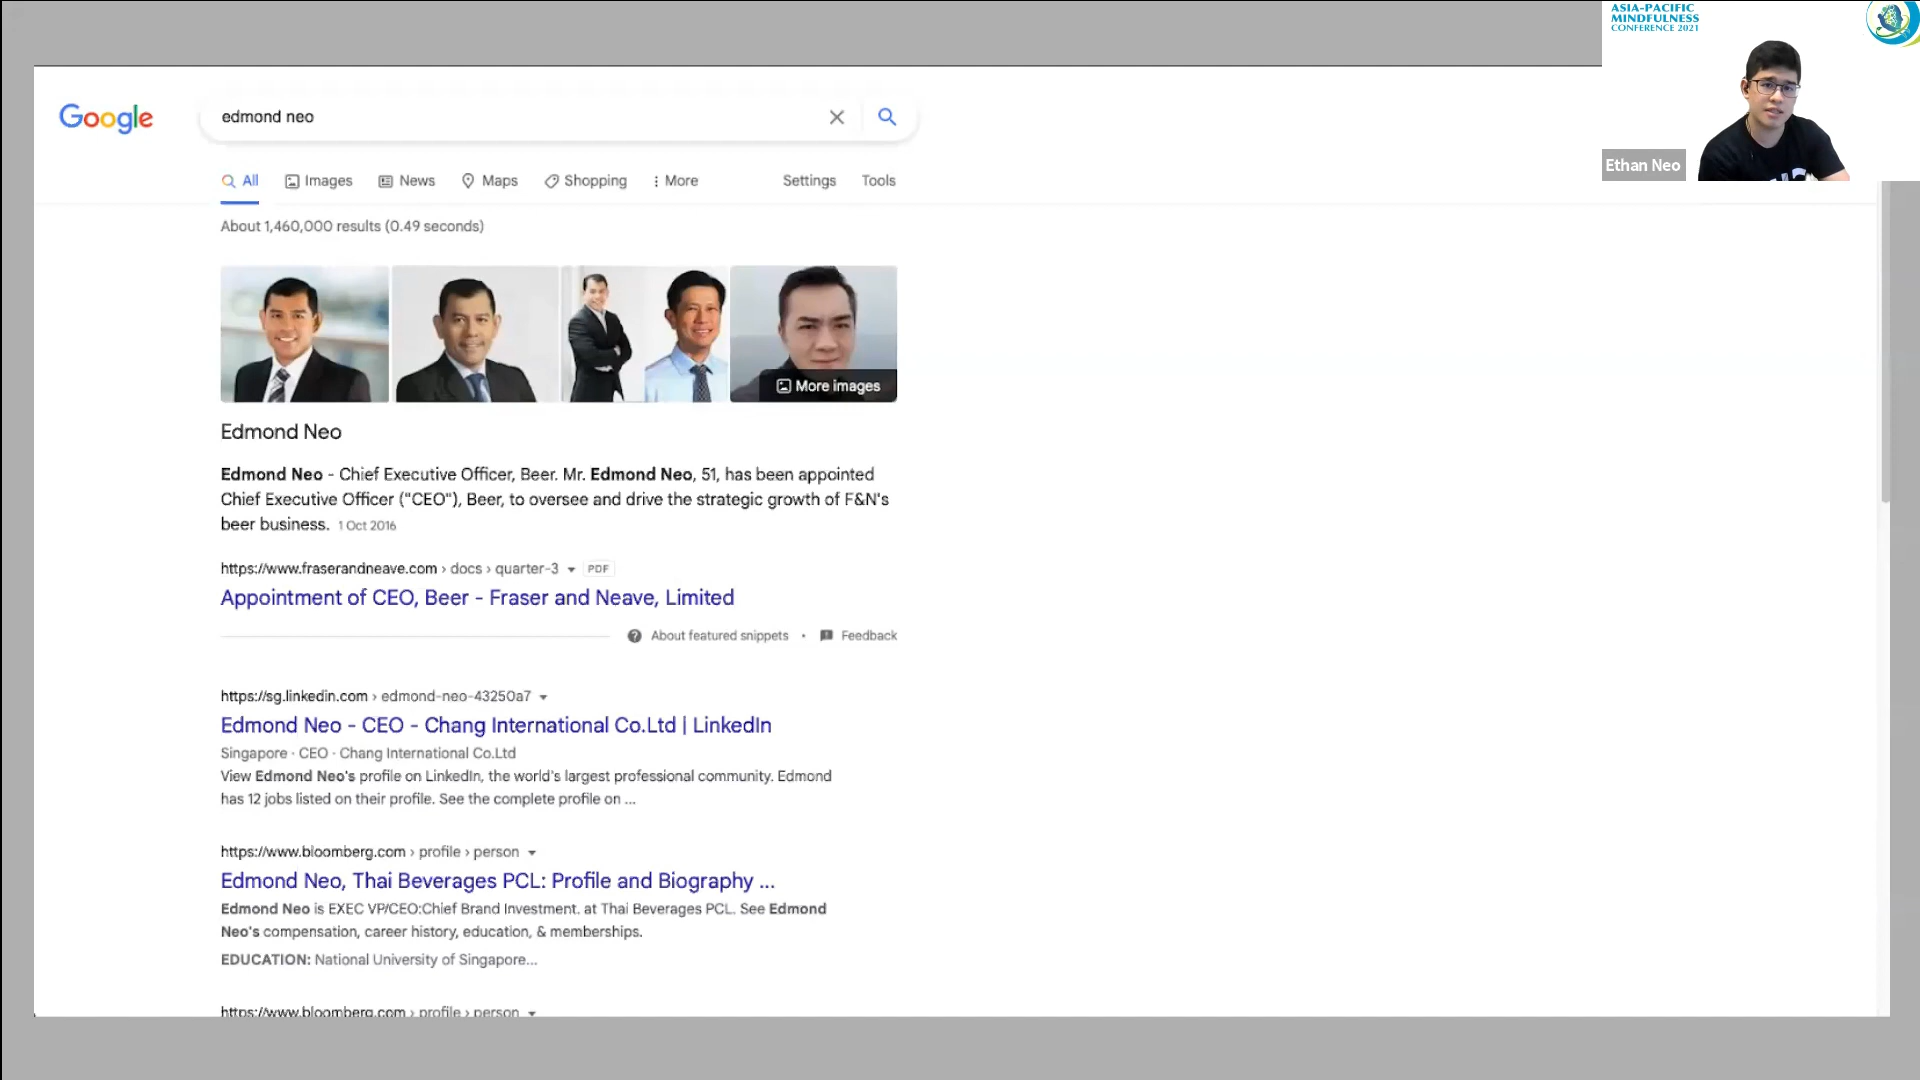 ASIA-PACIFIC
MINDFULNESS
CONFERENCE 2021
Ethan Neo
Google
edmond neo
All Images News Maps Shopping More Settings Tools
About 1,460,000 results (0.49 seconds)
More images
Edmond Neo
Edmond Neo - Chief Executive Officer, Beer. Mr. Edmond Neo, 51, has been appointed
Chief Executive Officer ("CEO"), Beer, to oversee and drive the strategic growth of F&N's
beer business. 1 Oct 2016
https://www.fraserandneave.com › docs › quarter-3 PDF
Appointment of CEO, Beer - Fraser and Neave, Limited
About featured snippets · Feedback
https://sg.linkedin.com › edmond-neo-43250a7
Edmond Neo - CEO - Chang International Co.Ltd | LinkedIn
Singapore · CEO · Chang International Co.Ltd
View Edmond Neo's profile on LinkedIn, the world's largest professional community. Edmond
has 12 jobs listed on their profile. See the complete profile on ...
https://www.bloomberg.com › profile › person
Edmond Neo, Thai Beverages PCL: Profile and Biography ...
Edmond Neo is EXEC VP/CEO:Chief Brand Investment. at Thai Beverages PCL. See Edmond
Neo's compensation, career history, education, & memberships.
EDUCATION: National University of Singapore...
https://www.bloomberg.com › profile › person